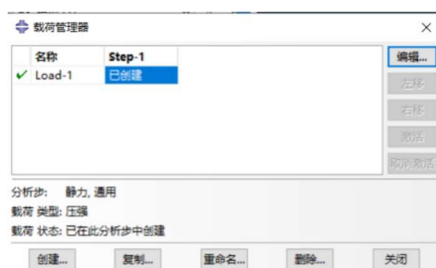 载荷管理器
名称 Step-1
Load-1 已创建
编辑...
左移
右移
激活
取消激活
分析步: 静力, 通用
载荷 类型: 压强
载荷 状态: 已在此分析步中创建
创建... 复制... 重命名... 删除... 关闭